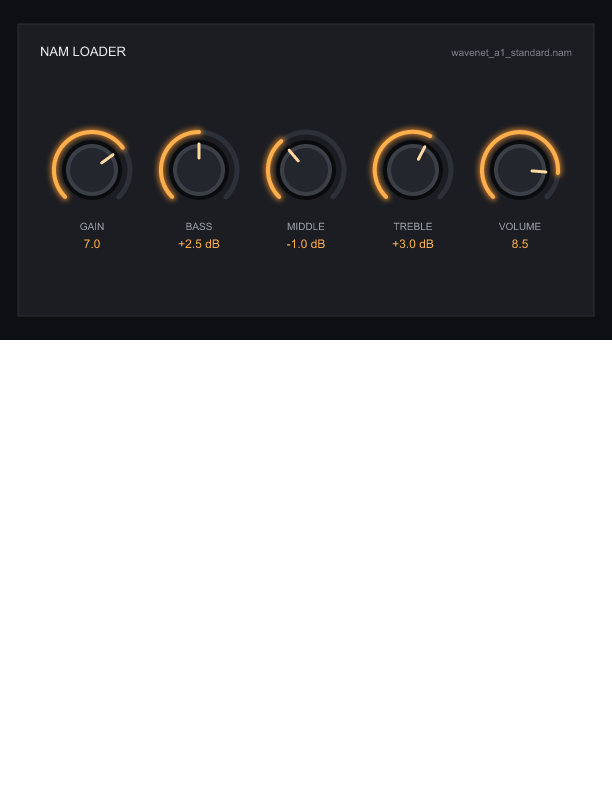 NAM LOADER
wavenet_a1_standard.nam
GAIN
7.0
BASS
+2.5 dB
MIDDLE
-1.0 dB
TREBLE
+3.0 dB
VOLUME
8.5